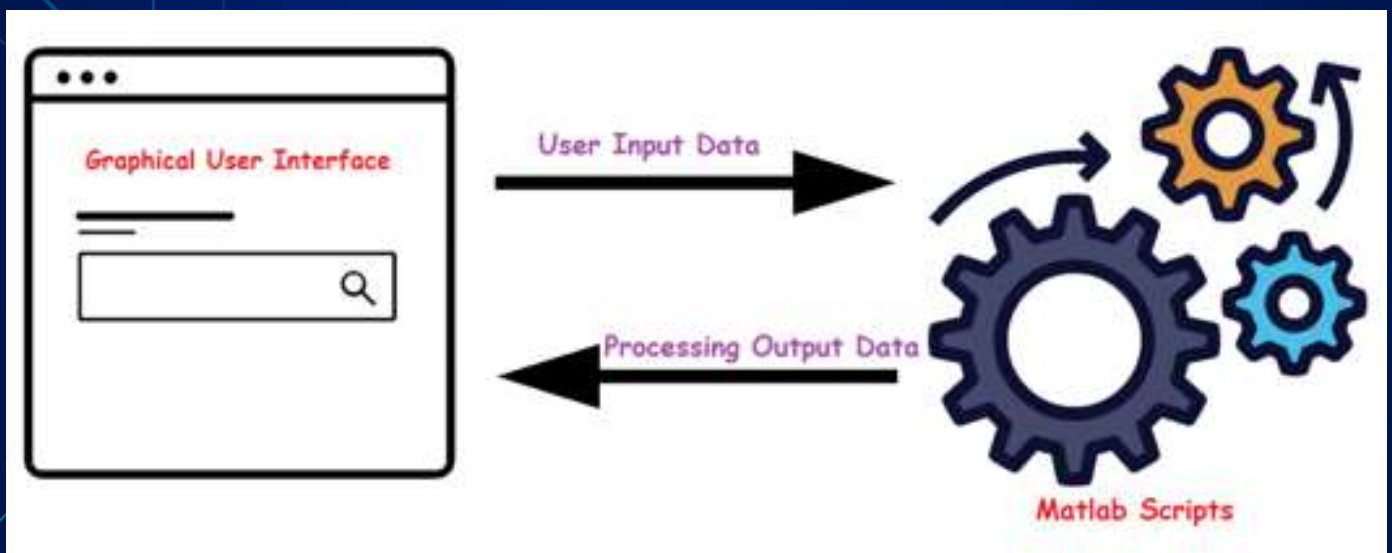 Graphical User Interface
User Input Data
Processing Output Data
Matlab Scripts